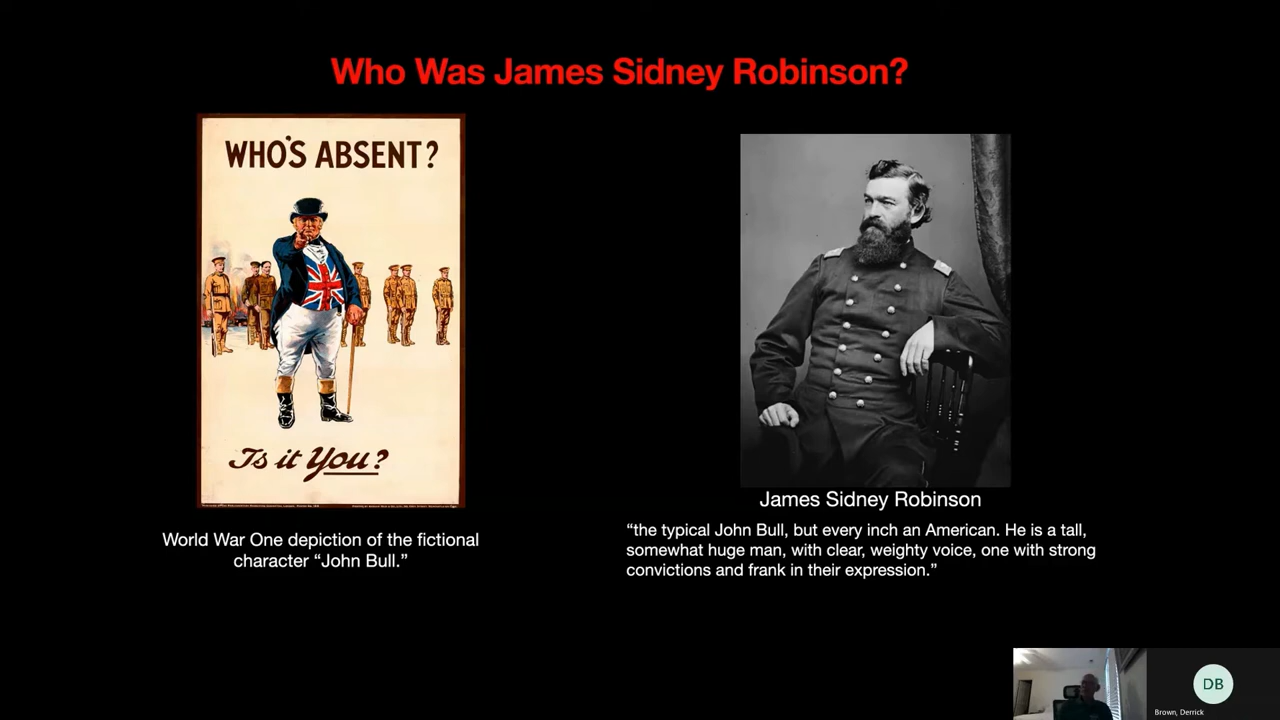 Who Was James Sidney Robinson?
WHO'S ABSENT?
Is it You?
World War One depiction of the fictional
character “John Bull.”
James Sidney Robinson
“the typical John Bull, but every inch an American. He is a tall,
somewhat huge man, with clear, weighty voice, one with strong
convictions and frank in their expression.”
DB
Brown, Derrick